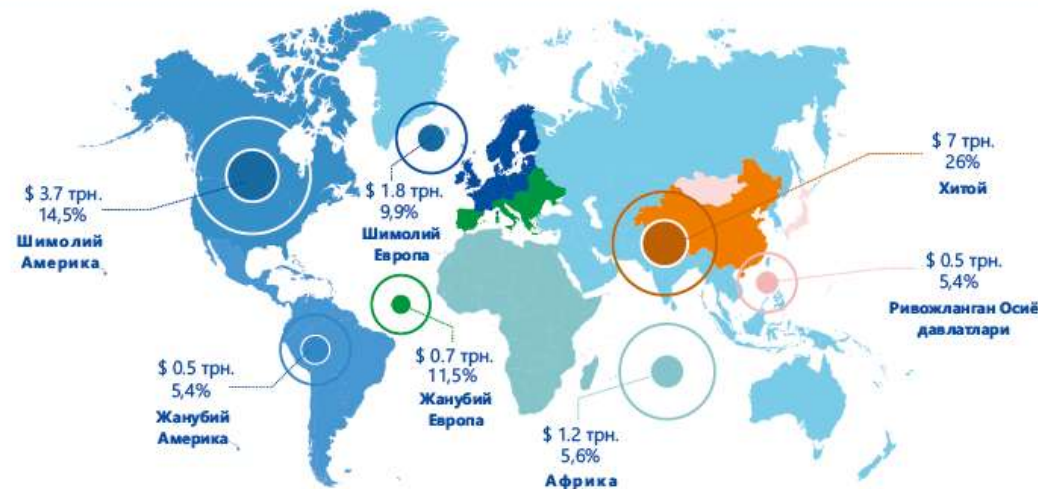 $ 3.7 трн.
14,5%
Шимолий
Америка
$ 1.8 трн.
9,9%
Шимолий
Европа
$ 7 трн.
26%
Хитой
$ 0.5 трн.
5,4%
Ривожланган Осиё
давлатлари
$ 0.5 трн.
5,4%
Жанубий
Америка
$ 0.7 трн.
11,5%
Жанубий
Европа
$ 1.2 трн.
5,6%
Африка